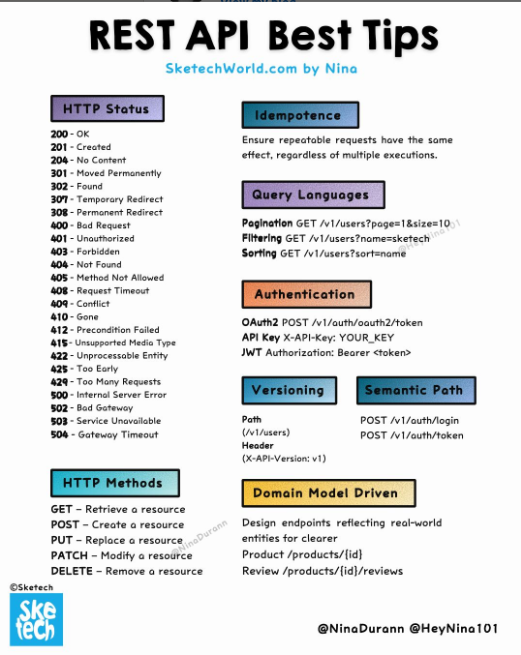 REST API Best Tips
SketechWorld.com by Nina
HTTP Status
200 - OK
201 - Created
204 - No Content
301 - Moved Permanently
302 - Found
307 - Temporary Redirect
308 - Permanent Redirect
400 - Bad Request
401 - Unauthorized
403 - Forbidden
404 - Not Found
405 - Method Not Allowed
408 - Request Timeout
409 - Conflict
410 - Gone
412 - Precondition Failed
415- Unsupported Media Type
422 - Unprocessable Entity
425 - Too Early
429 - Too Many Requests
500 - Internal Server Error
502 - Bad Gateway
503 - Service Unavailable
504 - Gateway Timeout
HTTP Methods
GET – Retrieve a resource
POST – Create a resource
PUT – Replace a resource
PATCH – Modify a resource
DELETE – Remove a resource
@NinaDurann
Idempotence
Ensure repeatable requests have the same
effect, regardless of multiple executions.
Query Languages
Pagination GET /v1/users?page=1&size=10
Filtering GET /v1/users?name=sketech
Sorting GET /v1/users?sort=name
@HeyNina101
Authentication
OAuth2 POST /v1/auth/oauth2/token
API Key X-API-Key: YOUR_KEY
JWT Authorization: Bearer <token>
Versioning
Path
(/v1/users)
Header
(X-API-Version: v1)
Semantic Path
POST /v1/auth/login
POST /v1/auth/token
Domain Model Driven
Design endpoints reflecting real-world
entities for clearer
Product /products/{id}
Review /products/{id}/reviews
©Sketech
Ske
tech
@NinaDurann @HeyNina101